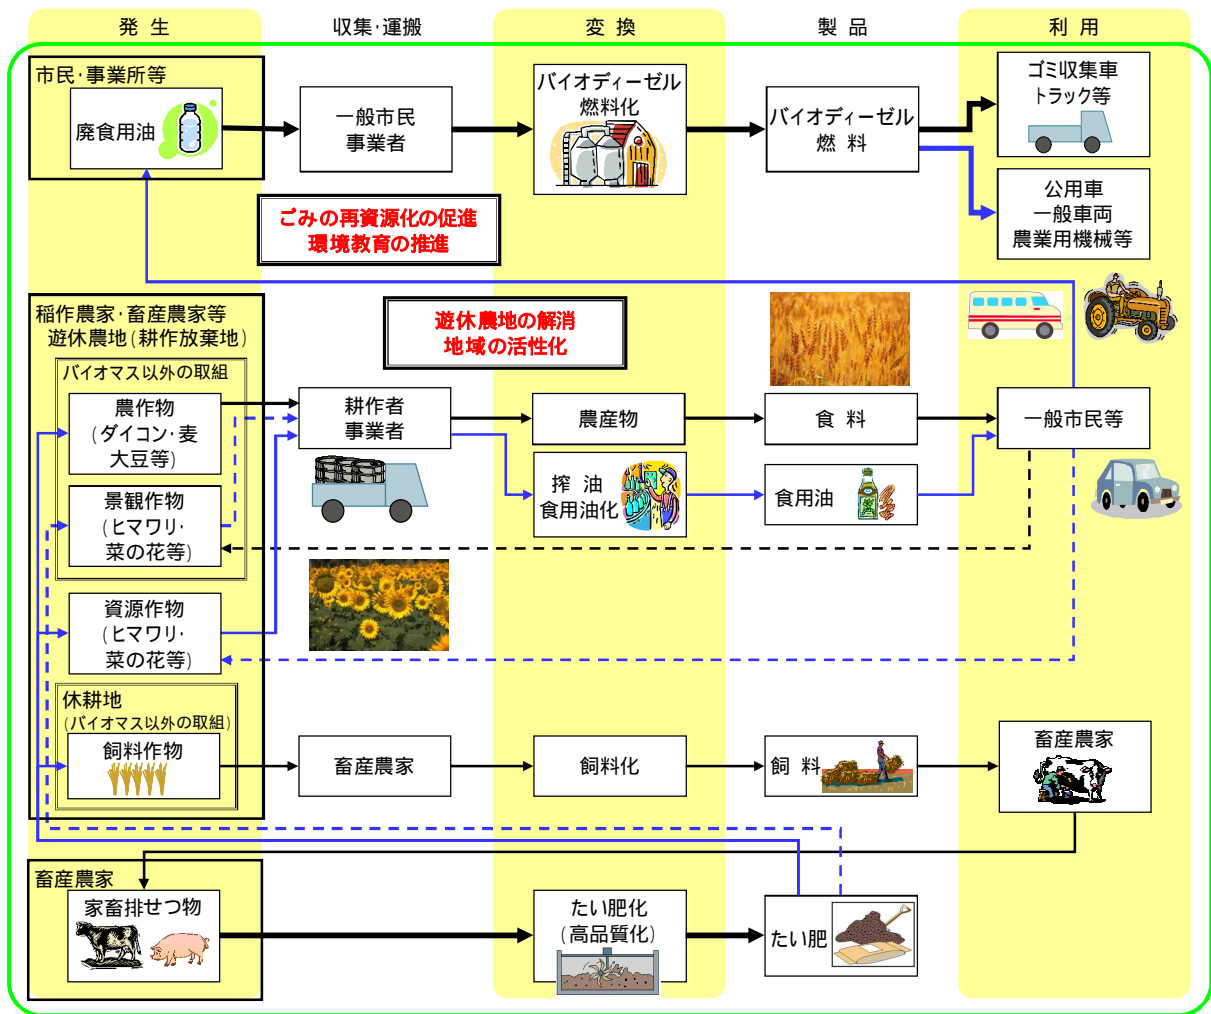 発 生
収集・運搬
変 換
製 品
利 用
市民・事業所等
廃食用油
一般市民
事業者
バイオディーゼル
燃料化
バイオディーゼル
燃 料
ゴミ収集車
トラック等
公用車
一般車両
農業用機械等
ごみの再資源化の促進
環境教育の推進
稲作農家・畜産農家等
遊休農地(耕作放棄地)
バイオマス以外の取組
農作物
(ダイコン・麦
大豆等)
景観作物
(ヒマワリ・
菜の花等)
資源作物
(ヒマワリ・
菜の花等)
休耕地
(バイオマス以外の取組)
飼料作物
遊休農地の解消
地域の活性化
耕作者
事業者
農産物
食 料
一般市民等
搾 油
食用油化
食用油
畜産農家
飼料化
飼 料
畜産農家
畜産農家
家畜排せつ物
たい肥化
(高品質化)
たい肥